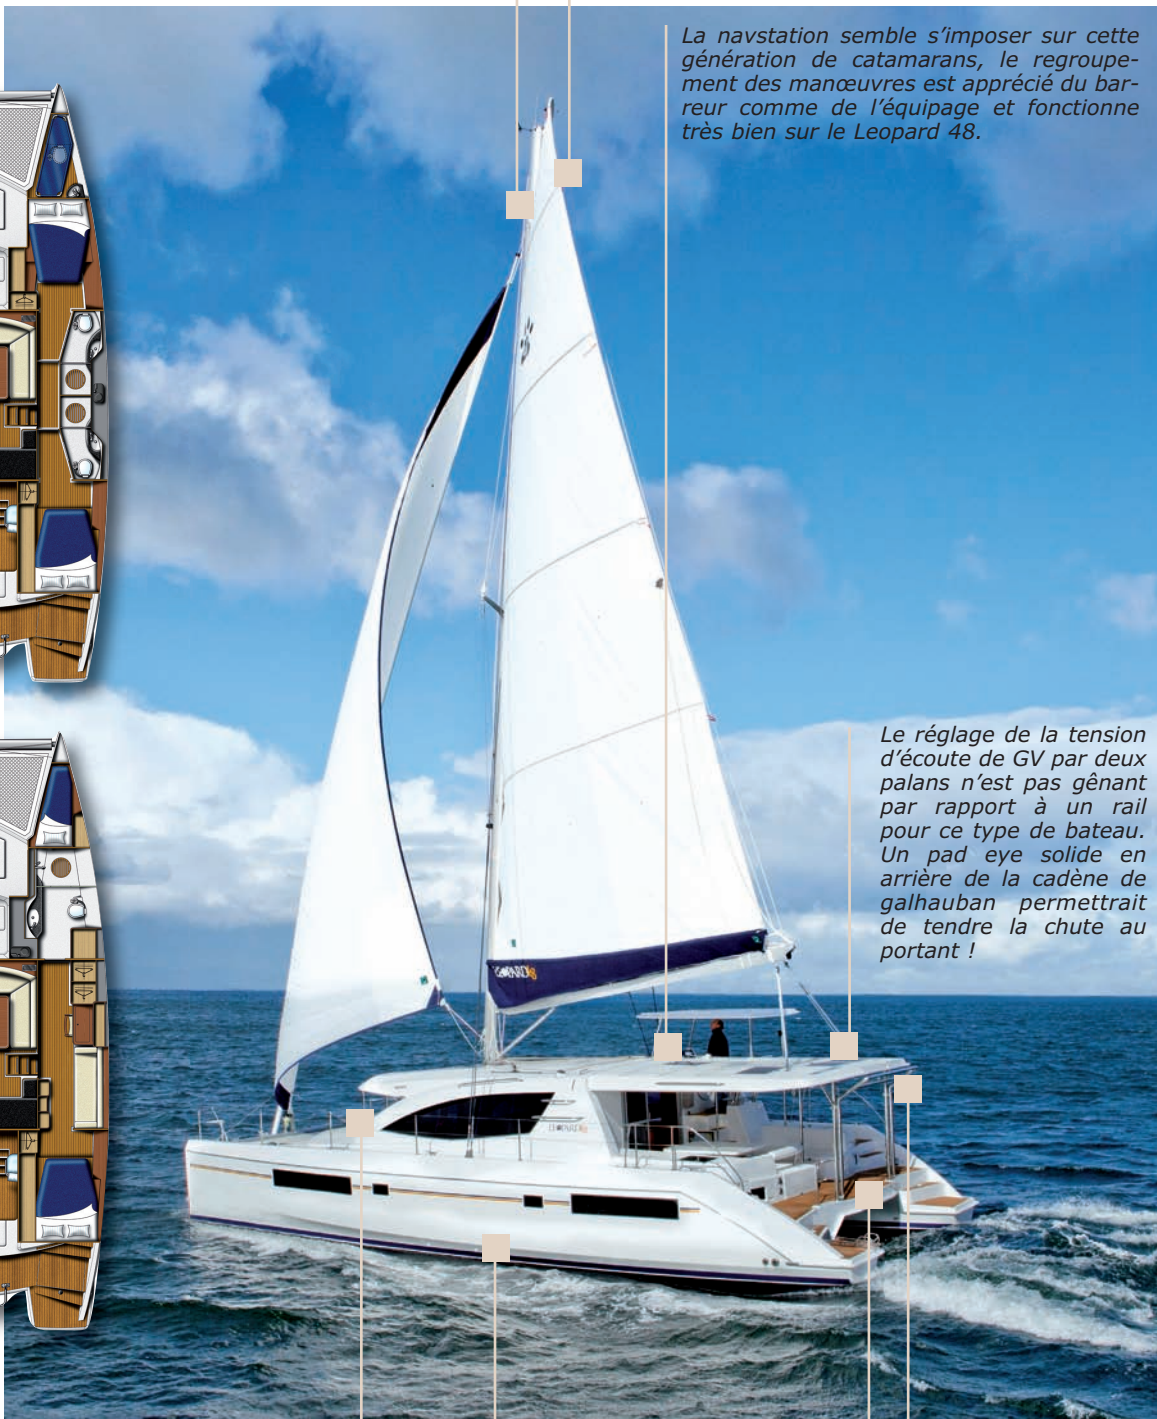 La navstation semble s’imposer sur cette
génération de catamarans, le regroupe-
ment des manœuvres est apprécié du bar-
reur comme de l’équipage et fonctionne
très bien sur le Leopard 48.
Le réglage de la tension
d’écoute de GV par deux
palans n’est pas gênant
par rapport à un rail
pour ce type de bateau.
Un pad eye solide en
arrière de la cadène de
galhauban permettrait
de tendre la chute au
portant !
LEOPARD48
LEOPARD48